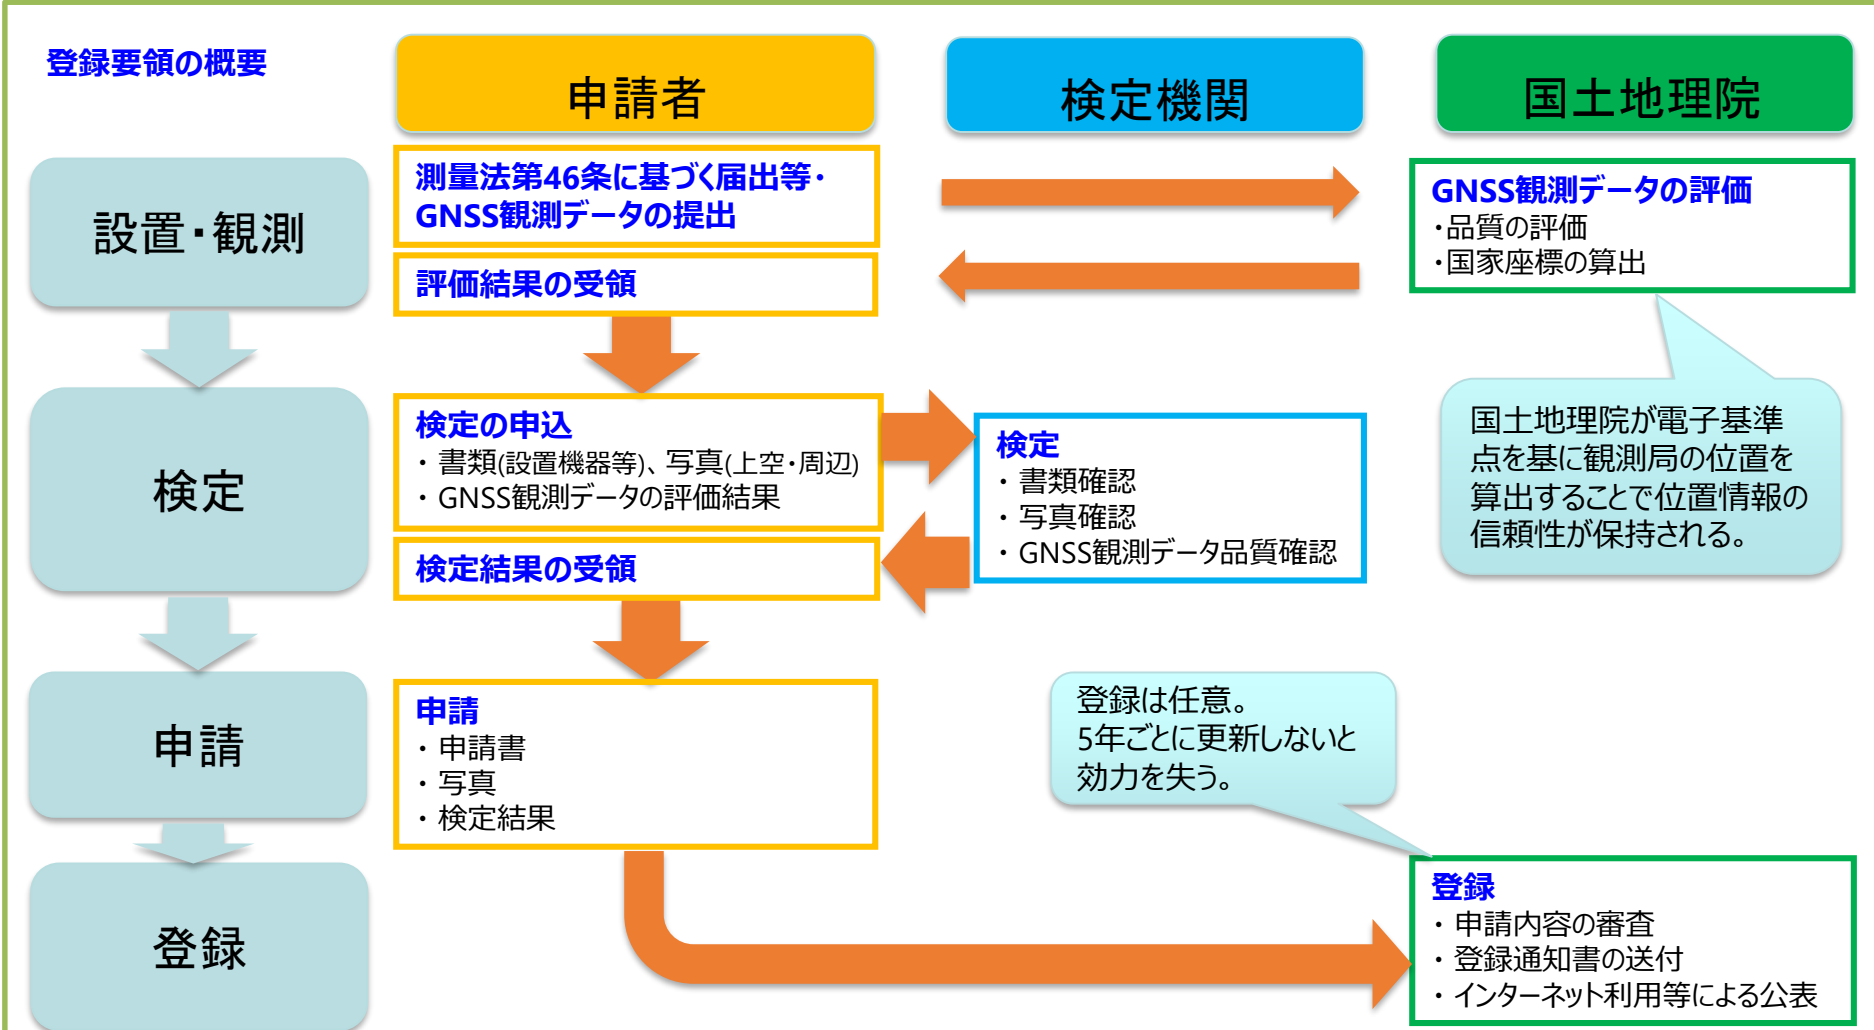 登録要領の概要
申請者
検定機関
国土地理院
設置・観測
測量法第46条に基づく届出等・
GNSS観測データの提出
評価結果の受領
GNSS観測データの評価
・品質の評価
・国家座標の算出
国土地理院が電子基準
点を基に観測局の位置を
算出することで位置情報の
信頼性が保持される。
検定
検定の申込
・ 書類(設置機器等)、写真(上空・周辺)
・ GNSS観測データの評価結果
検定結果の受領
検定
・ 書類確認
・ 写真確認
・ GNSS観測データ品質確認
申請
申請
・ 申請書
・ 写真
・ 検定結果
登録は任意。
5年ごとに更新しないと
効力を失う。
登録
登録
・ 申請内容の審査
・ 登録通知書の送付
・ インターネット利用等による公表